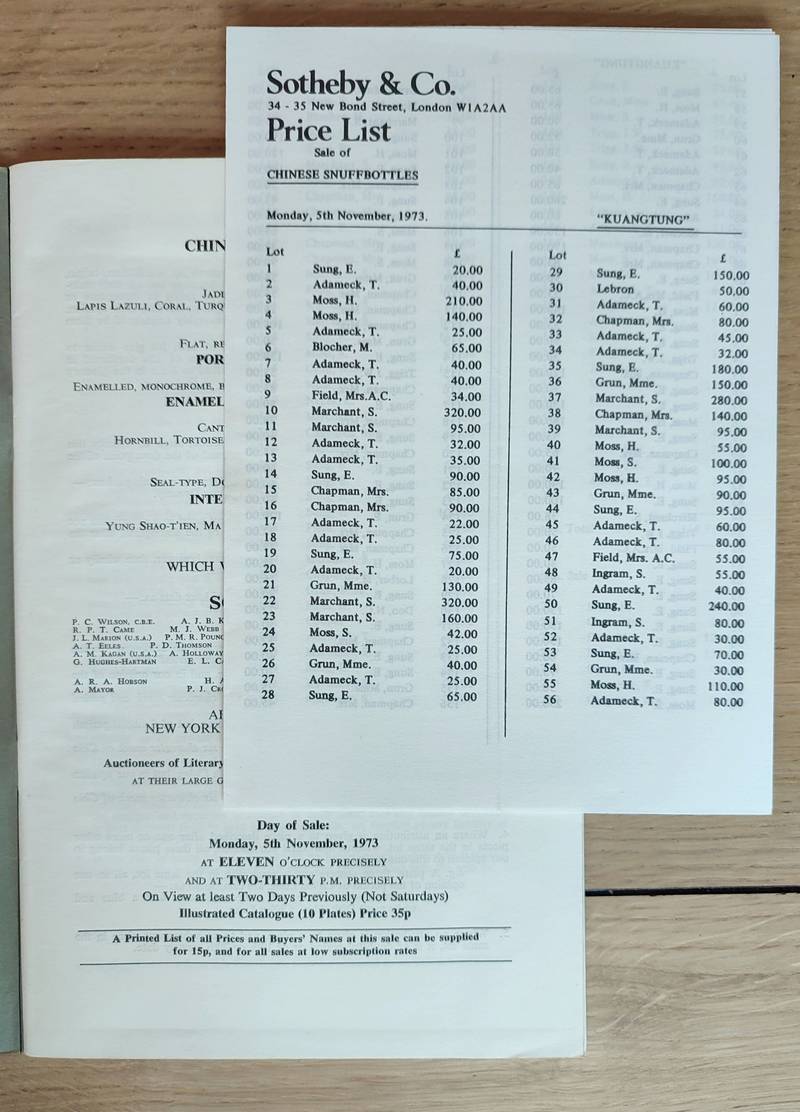 Sotheby & Co.
34 - 35 New Bond Street, London W1A2AA
Price List
Sale of
CHINESE SNUFFBOTTLES
Monday, 5th November, 1973.
"KUANGTUNG"
Lot £
1 Sung, E. 20.00
2 Adameck, T. 40.00
3 Moss, H. 210.00
4 Moss, H. 140.00
5 Adameck, T. 25.00
6 Blocher, M. 65.00
7 Adameck, T. 40.00
8 Adameck, T. 40.00
9 Field, Mrs.A.C. 34.00
10 Marchant, S. 320.00
11 Marchant, S. 95.00
12 Adameck, T. 32.00
13 Adameck, T. 35.00
14 Sung, E. 90.00
15 Chapman, Mrs. 85.00
16 Chapman, Mrs. 90.00
17 Adameck, T. 22.00
18 Adameck, T. 25.00
19 Sung, E. 75.00
20 Adameck, T. 20.00
21 Grun, Mme. 130.00
22 Marchant, S. 320.00
23 Marchant, S. 160.00
24 Moss, S. 42.00
25 Adameck, T. 25.00
26 Grun, Mme. 40.00
27 Adameck, T. 25.00
28 Sung, E. 65.00
Lot £
29 Sung, E. 150.00
30 Lebron 50.00
31 Adameck, T. 60.00
32 Chapman, Mrs. 80.00
33 Adameck, T. 45.00
34 Adameck, T. 32.00
35 Sung, E. 180.00
36 Grun, Mme. 150.00
37 Marchant, S. 280.00
38 Chapman, Mrs. 140.00
39 Marchant, S. 95.00
40 Moss, H. 55.00
41 Moss, S. 100.00
42 Moss, H. 95.00
43 Grun, Mme. 90.00
44 Sung, E. 95.00
45 Adameck, T. 60.00
46 Adameck, T. 80.00
47 Field, Mrs. A.C. 55.00
48 Ingram, S. 55.00
49 Adameck, T. 40.00
50 Sung, E. 240.00
51 Ingram, S. 80.00
52 Adameck, T. 30.00
53 Sung, E. 70.00
54 Grun, Mme. 30.00
55 Moss, H. 110.00
56 Adameck, T. 80.00
CHIN
JADE
LAPIS LAZULI, CORAL, TURQ
FLAT, RE
POR
ENAMELLED, MONOCHROME, B
ENAMEL
CANT
HORNBILL, TORTOISE
SEAL-TYPE, DO
INTE
YUNG SHAO-T'IEN, MA
WHICH W
SO
P. C. WILSON, C.B.E. A. J. B. K
R. P. T. CAME M. J. WEBB
J. L. MARION (U.S.A.) P. M. R. POUNC
A. T. EELES P. D. THOMSON
A. M. KAGAN (U.S.A.) A. HOLLOWAY
G. HUGHES-HARTMAN E. L. CA
A. R. A. HOBSON H. A
A. MAYOR P. J. CRO
AF
NEW YORK
Auctioneers of Literary
AT THEIR LARGE G
Day of Sale:
Monday, 5th November, 1973
AT ELEVEN O'CLOCK PRECISELY
AND AT TWO-THIRTY P.M. PRECISELY
On View at least Two Days Previously (Not Saturdays)
Illustrated Catalogue (10 Plates) Price 35p
A Printed List of all Prices and Buyers' Names at this sale can be supplied
for 15p, and for all sales at low subscription rates